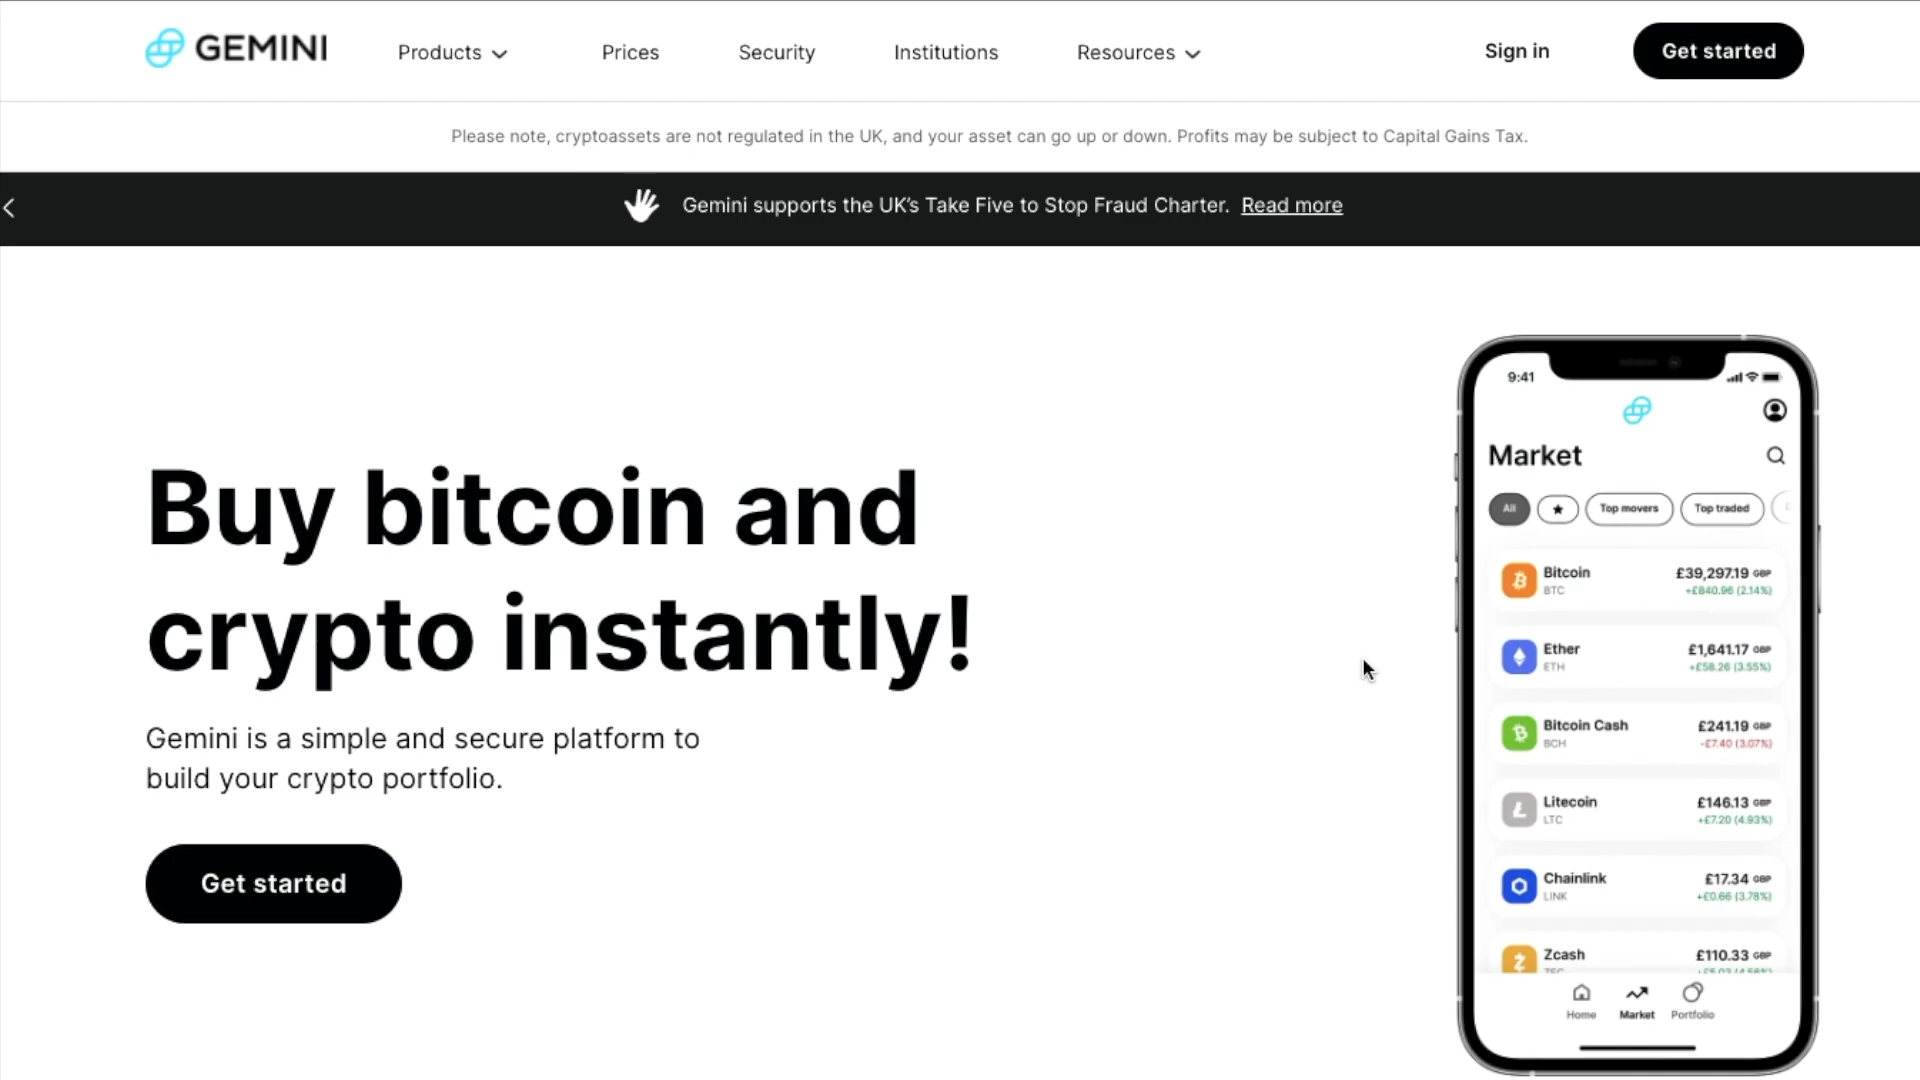 GEMINI
Products
Prices
Security
Institutions
Resources
Sign in
Get started
Please note, cryptoassets are not regulated in the UK, and your asset can go up or down. Profits may be subject to Capital Gains Tax.
Gemini supports the UK's Take Five to Stop Fraud Charter. Read more
Buy bitcoin and
crypto instantly!
Gemini is a simple and secure platform to
build your crypto portfolio.
Get started
9:41
Market
All
Top movers
Top traded
Bitcoin £39,297.19 GBP
BTC +£840.96 (2.14%)
Ether £1,641.17 GBP
ETH +£58.26 (3.55%)
Bitcoin Cash £241.19 GBP
BCH -£7.40 (3.07%)
Litecoin £146.13 GBP
LTC +£7.20 (4.93%)
Chainlink £17.34 GBP
LINK +£0.66 (3.78%)
Zcash £110.33 GBP
Home Market Portfolio